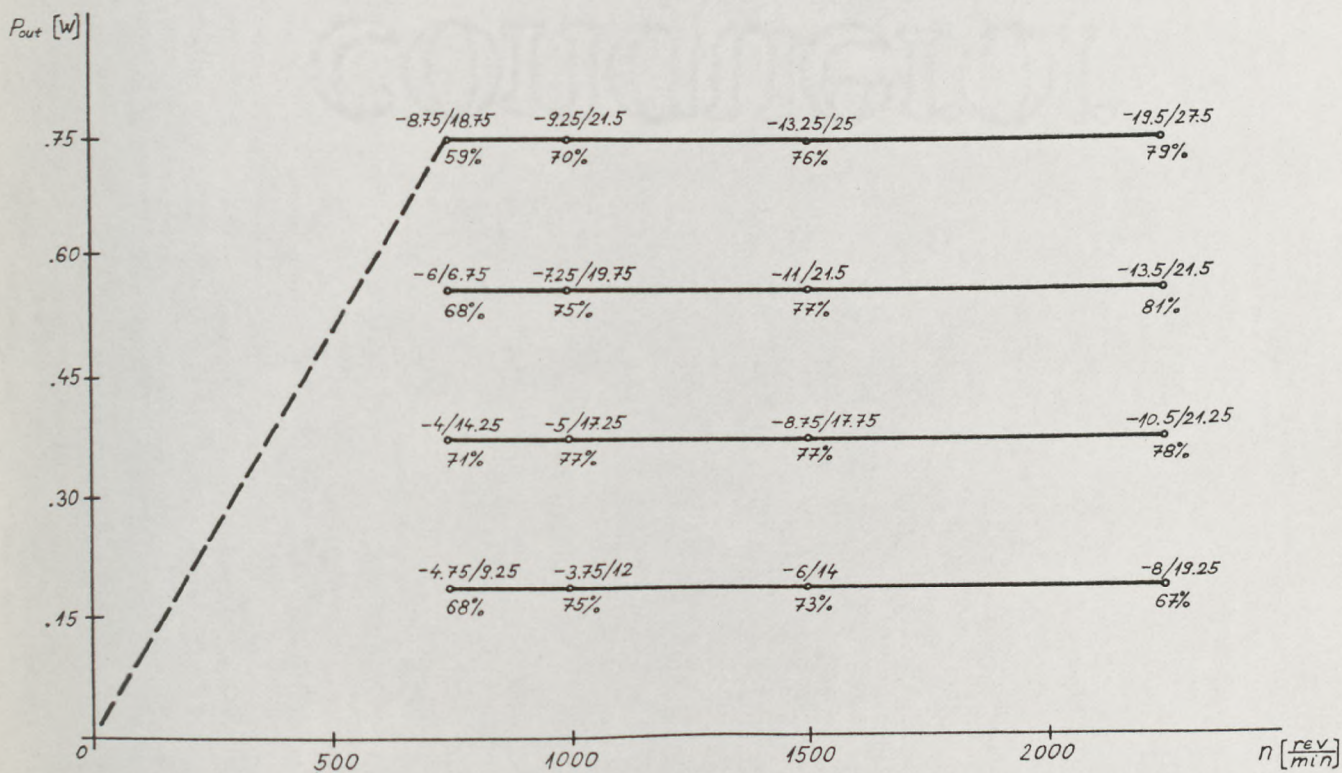 Pout [W]
-8.75/18.75 -9.25/21.5 -13.25/25 -19.5/27.5
.75
59% 70% 76% 79%
.60
-6/6.75 -7.25/19.75 -11/21.5 -13.5/21.5
68% 75% 77% 81%
.45
-4/14.25 -5/17.25 -8.75/17.75 -10.5/21.25
71% 77% 77% 78%
.30
-4.75/9.25 -3.75/12 -6/14 -8/19.25
68% 75% 73% 67%
.15
0 500 1000 1500 2000 n [rev/min]